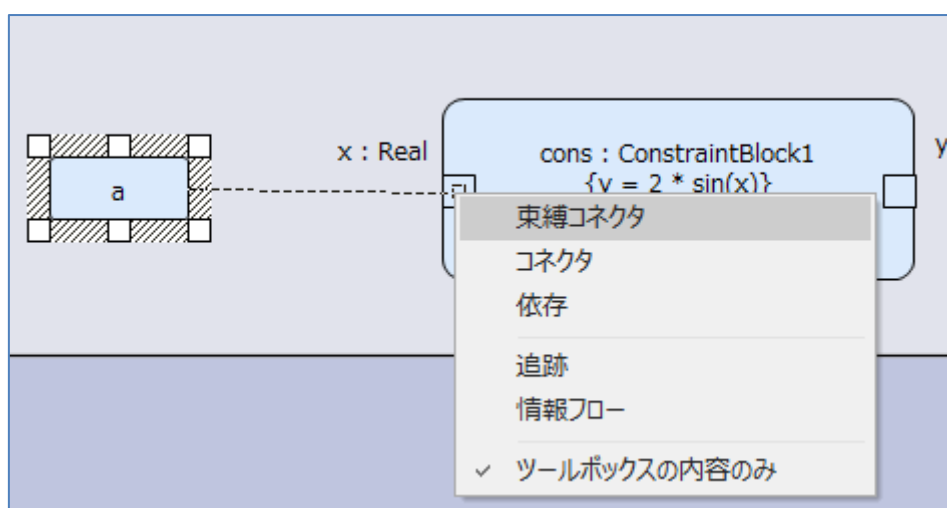 x : Real
y
cons : ConstraintBlock1
{y = 2 * sin(x)}
a
束縛コネクタ
コネクタ
依存
追跡
情報フロー
ツールボックスの内容のみ